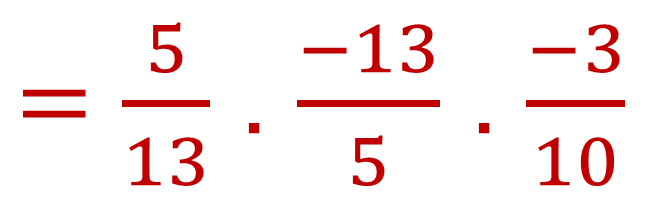 = 5/13 . −13/5 . −3/10